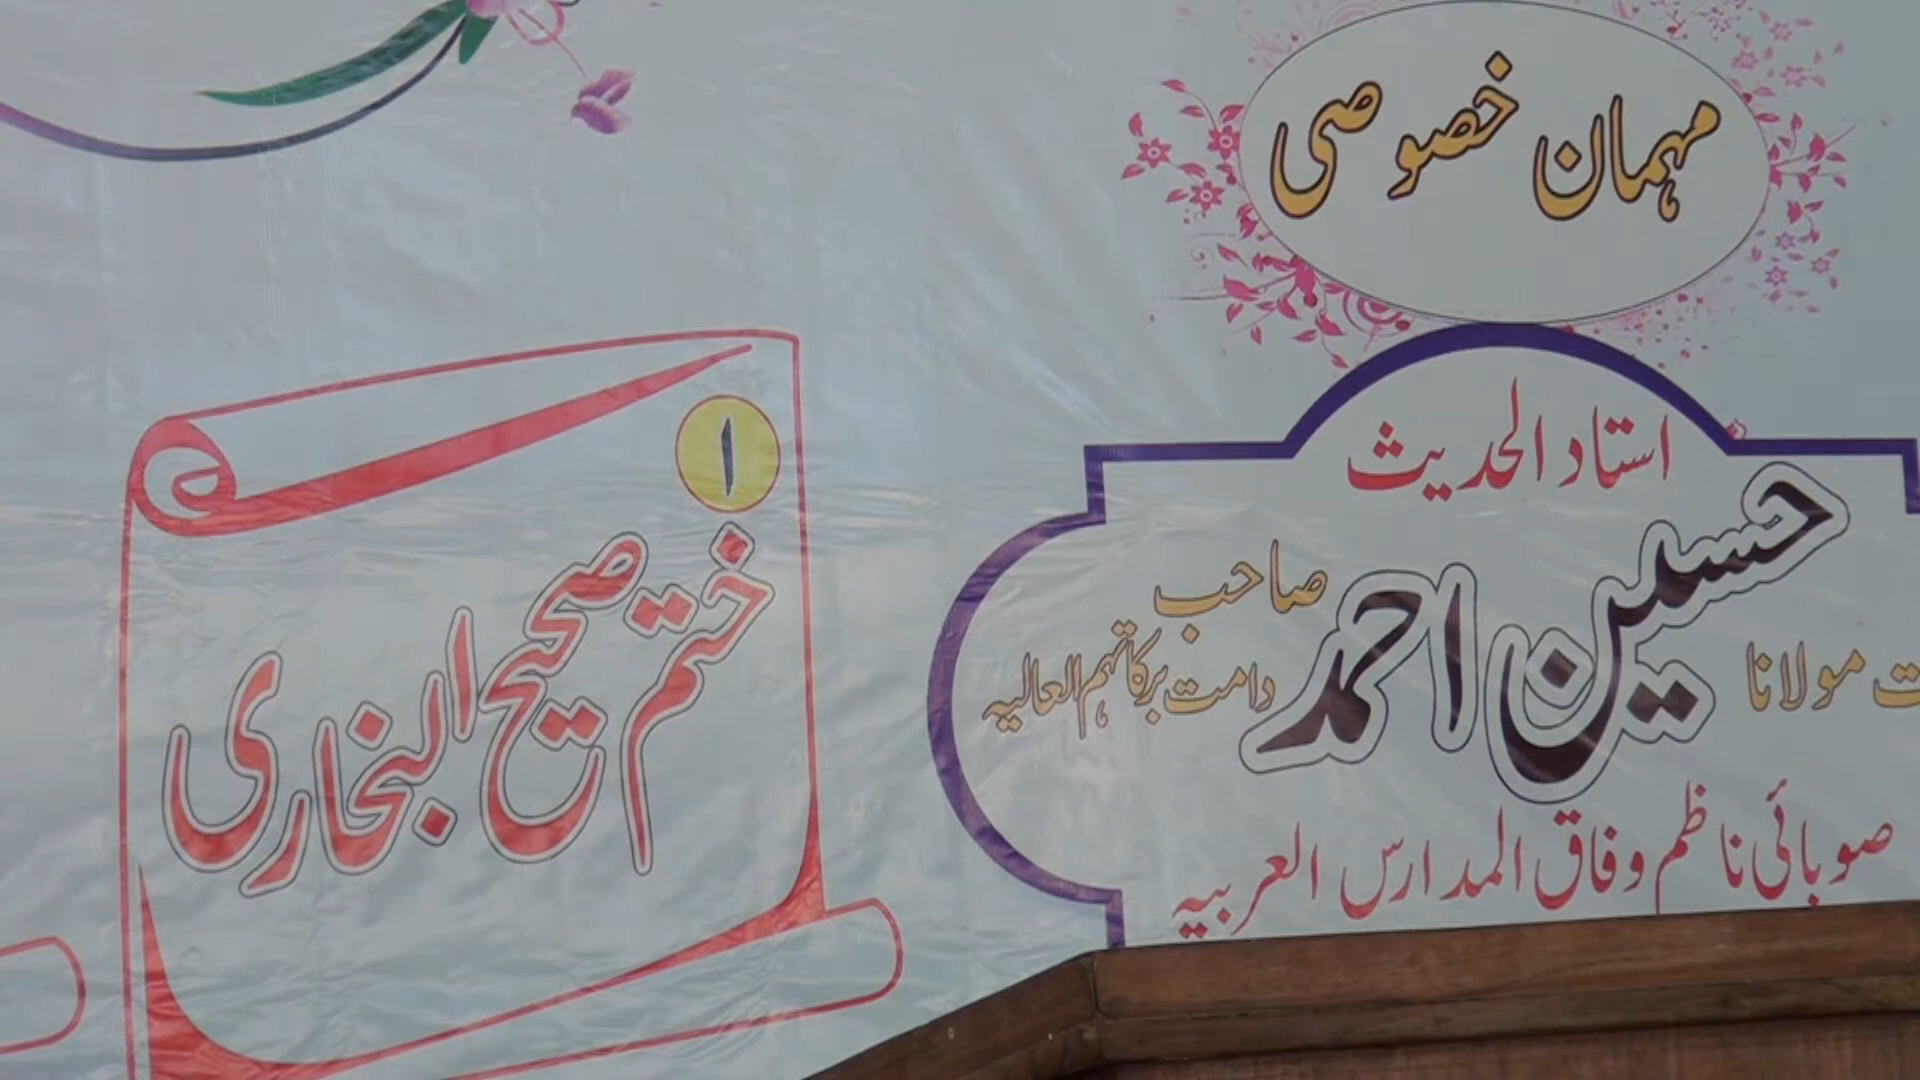 مہمان خصوصی
استاد الحدیث
مولانا حسین احمد صاحب
دامت برکاتہم العالیہ
صوبائی ناظم وفاق المدارس العربیہ
۱
ختم صحیح البخاری